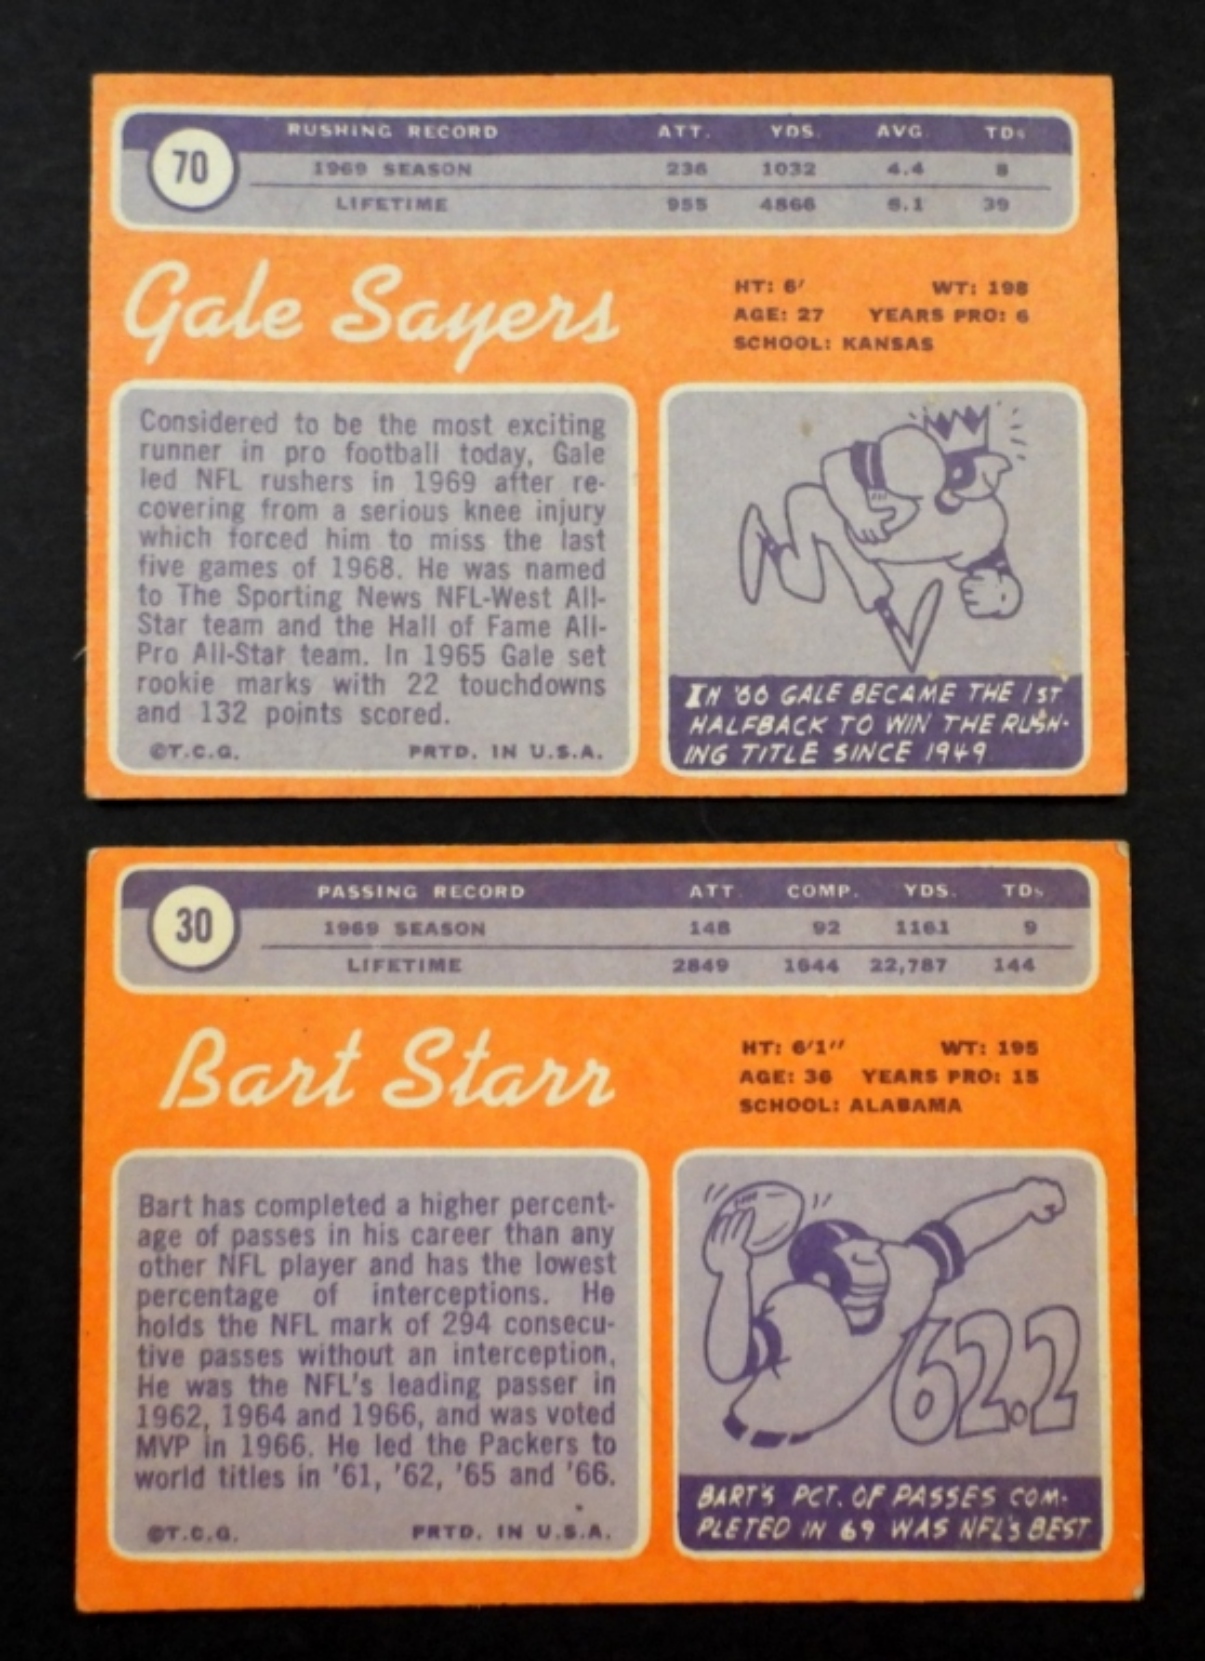 70 RUSHING RECORD ATT. YDS. AVG. TDs
1969 SEASON 236 1032 4.4 8
LIFETIME 955 4866 5.1 39
Gale Sayers
HT: 6' WT: 198
AGE: 27 YEARS PRO: 6
SCHOOL: KANSAS
Considered to be the most exciting
runner in pro football today, Gale
led NFL rushers in 1969 after re-
covering from a serious knee injury
which forced him to miss the last
five games of 1968. He was named
to The Sporting News NFL-West All-
Star team and the Hall of Fame All-
Pro All-Star team. In 1965 Gale set
rookie marks with 22 touchdowns
and 132 points scored.
©T.C.G. PRTD. IN U.S.A.
IN '66 GALE BECAME THE 1ST
HALFBACK TO WIN THE RUSH-
ING TITLE SINCE 1949
30 PASSING RECORD ATT. COMP. YDS. TDs
1969 SEASON 148 92 1161 9
LIFETIME 2849 1644 22,787 144
Bart Starr
HT: 6'1" WT: 195
AGE: 36 YEARS PRO: 15
SCHOOL: ALABAMA
Bart has completed a higher percent-
age of passes in his career than any
other NFL player and has the lowest
percentage of interceptions. He
holds the NFL mark of 294 consecu-
tive passes without an interception,
He was the NFL's leading passer in
1962, 1964 and 1966, and was voted
MVP in 1966. He led the Packers to
world titles in '61, '62, '65 and '66.
©T.C.G. PRTD. IN U.S.A.
62.2
BART'S PCT. OF PASSES COM-
PLETED IN 69 WAS NFL'S BEST